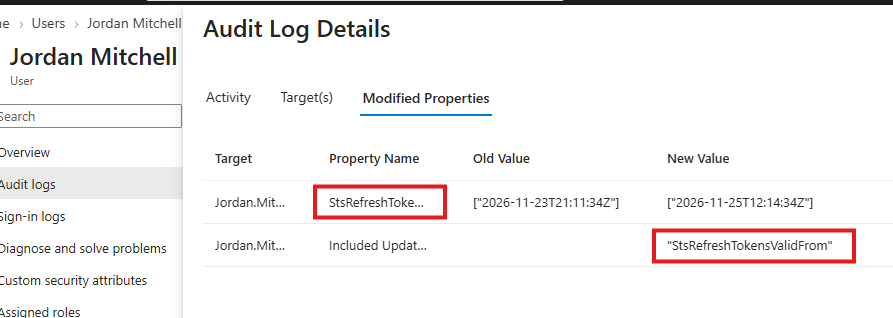 ne > Users > Jordan Mitchell
Jordan Mitchell
User
Search
Overview
Audit logs
Sign-in logs
Diagnose and solve problems
Custom security attributes
Assigned roles
Audit Log Details
Activity Target(s) Modified Properties
Target Property Name Old Value New Value
Jordan.Mit... StsRefreshToke... ["2026-11-23T21:11:34Z"] ["2026-11-25T12:14:34Z"]
Jordan.Mit... Included Updat... "StsRefreshTokensValidFrom"